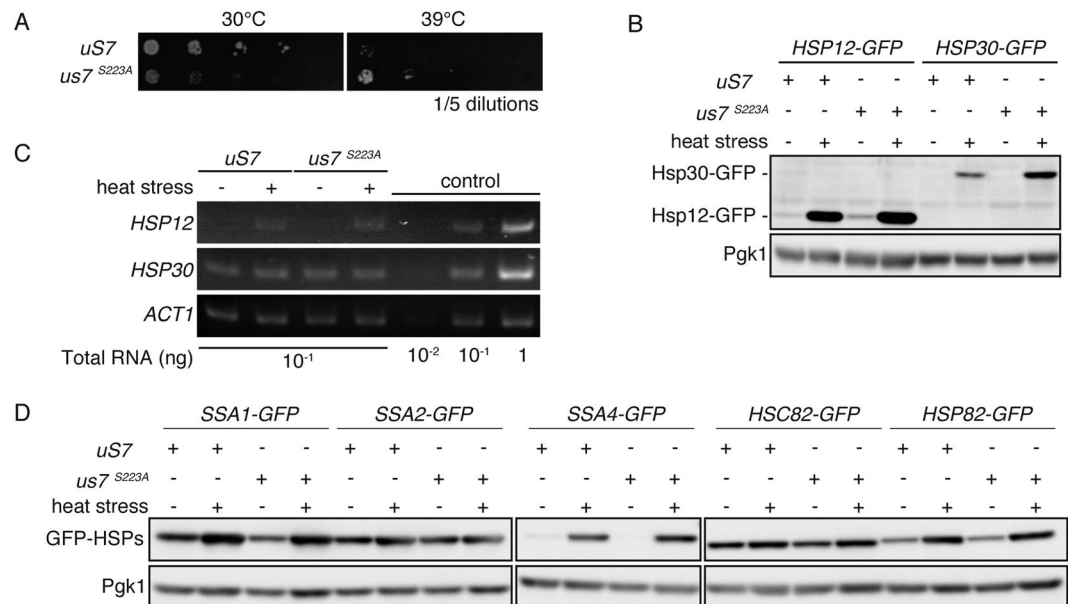 A
30°C 39°C
uS7
us7 S223A
1/5 dilutions
B
HSP12-GFP HSP30-GFP
uS7 + + - - + + - -
us7 S223A - - + + - - + +
heat stress - + - + - + - +
Hsp30-GFP -
Hsp12-GFP -
Pgk1
C
uS7 us7 S223A control
heat stress - + - +
HSP12
HSP30
ACT1
Total RNA (ng) 10-1 10-2 10-1 1
D
SSA1-GFP SSA2-GFP SSA4-GFP HSC82-GFP HSP82-GFP
uS7 + + - - + + - - + + - - + + - - + + - -
us7 S223A - - + + - - + + - - + + - - + + - - + +
heat stress - + - + - + - + - + - + - + - + - + - +
GFP-HSPs
Pgk1